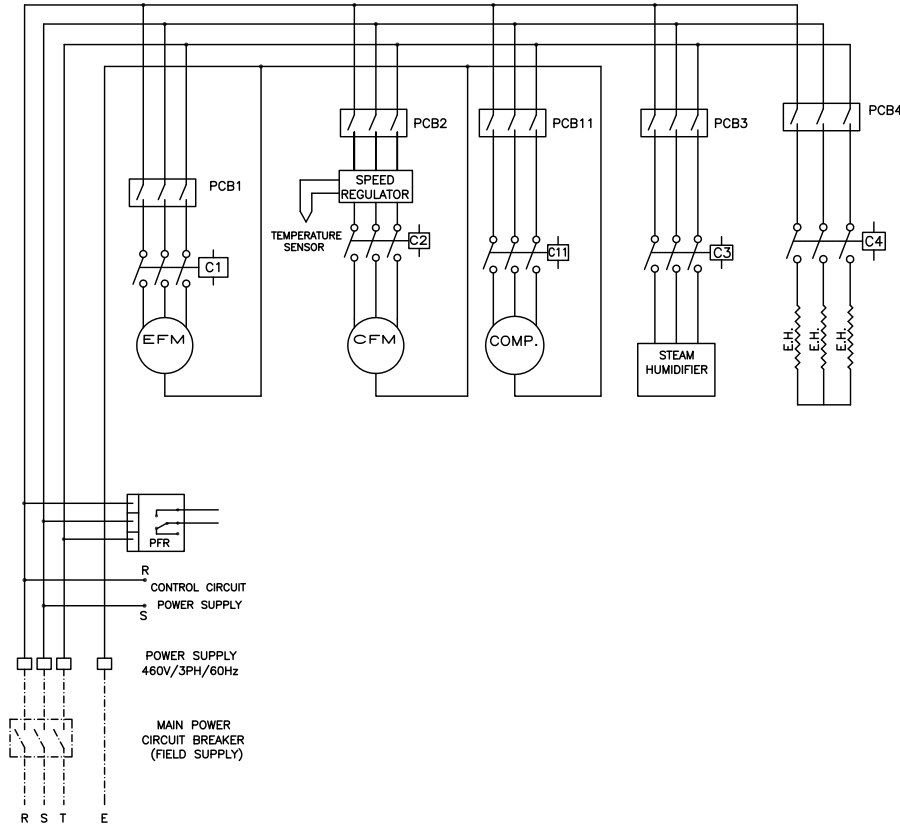 PCB4
PCB2
PCB11
PCB3
PCB1
SPEED
REGULATOR
TEMPERATURE
SENSOR
C2
C4
C11
C3
C1
EFM
CFM
COMP.
E.H.
E.H.
E.H.
STEAM
HUMIDIFIER
PFR
R
CONTROL CIRCUIT
POWER SUPPLY
S
POWER SUPPLY
460V/3PH/60Hz
MAIN POWER
CIRCUIT BREAKER
(FIELD SUPPLY)
R S T E